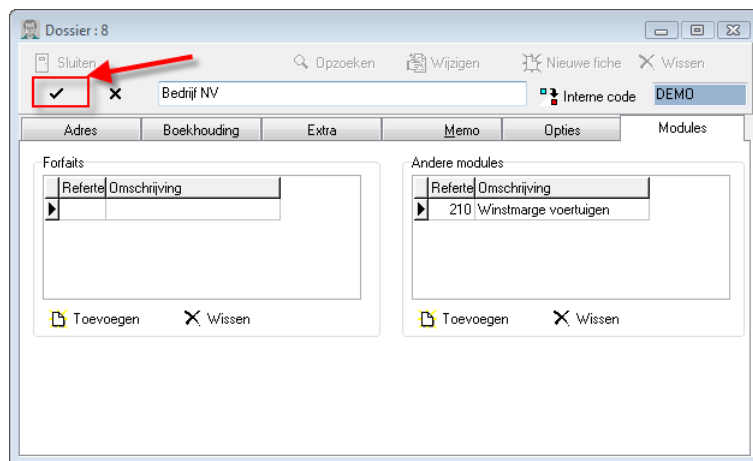 Dossier : 8
Sluiten Opzoeken Wijzigen Nieuwe fiche Wissen
Bedrijf NV Interne code DEMO
Adres Boekhouding Extra Memo Opties Modules
Forfaits Andere modules
Referte Omschrijving Referte Omschrijving
210 Winstmarge voertuigen
Toevoegen Wissen Toevoegen Wissen